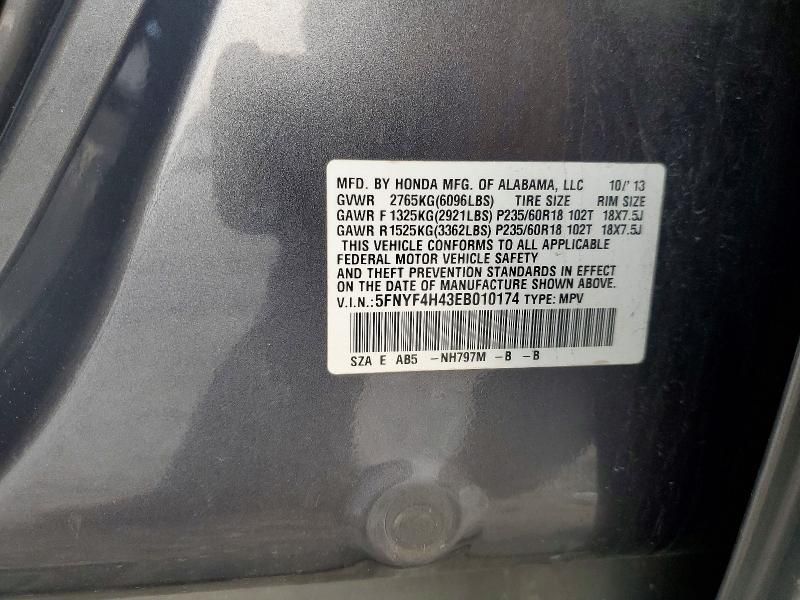 MFD. BY HONDA MFG. OF ALABAMA, LLC 10/'13
GVWR 2765KG(6096LBS) TIRE SIZE RIM SIZE
GAWR F 1325KG(2921LBS) P235/60R18 102T 18X7.5J
GAWR R1525KG(3362LBS) P235/60R18 102T 18X7.5J
THIS VEHICLE CONFORMS TO ALL APPLICABLE
FEDERAL MOTOR VEHICLE SAFETY
AND THEFT PREVENTION STANDARDS IN EFFECT
ON THE DATE OF MANUFACTURE SHOWN ABOVE.
V.I.N.:5FNYF4H43EB010174 TYPE: MPV
SZA E AB5 -NH797M -B -B